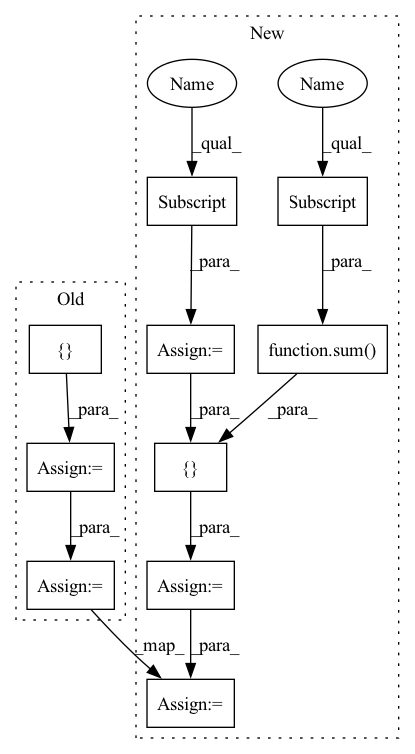 New
Name Name
_qual_ _qual_
Subscript Subscript
_para_ _para_
Old
{} Assign:= function.sum()
_para_ _para_ _para_
Assign:= {}
_para_ _para_
Assign:= Assign:=
_map_ _para_
Assign:=